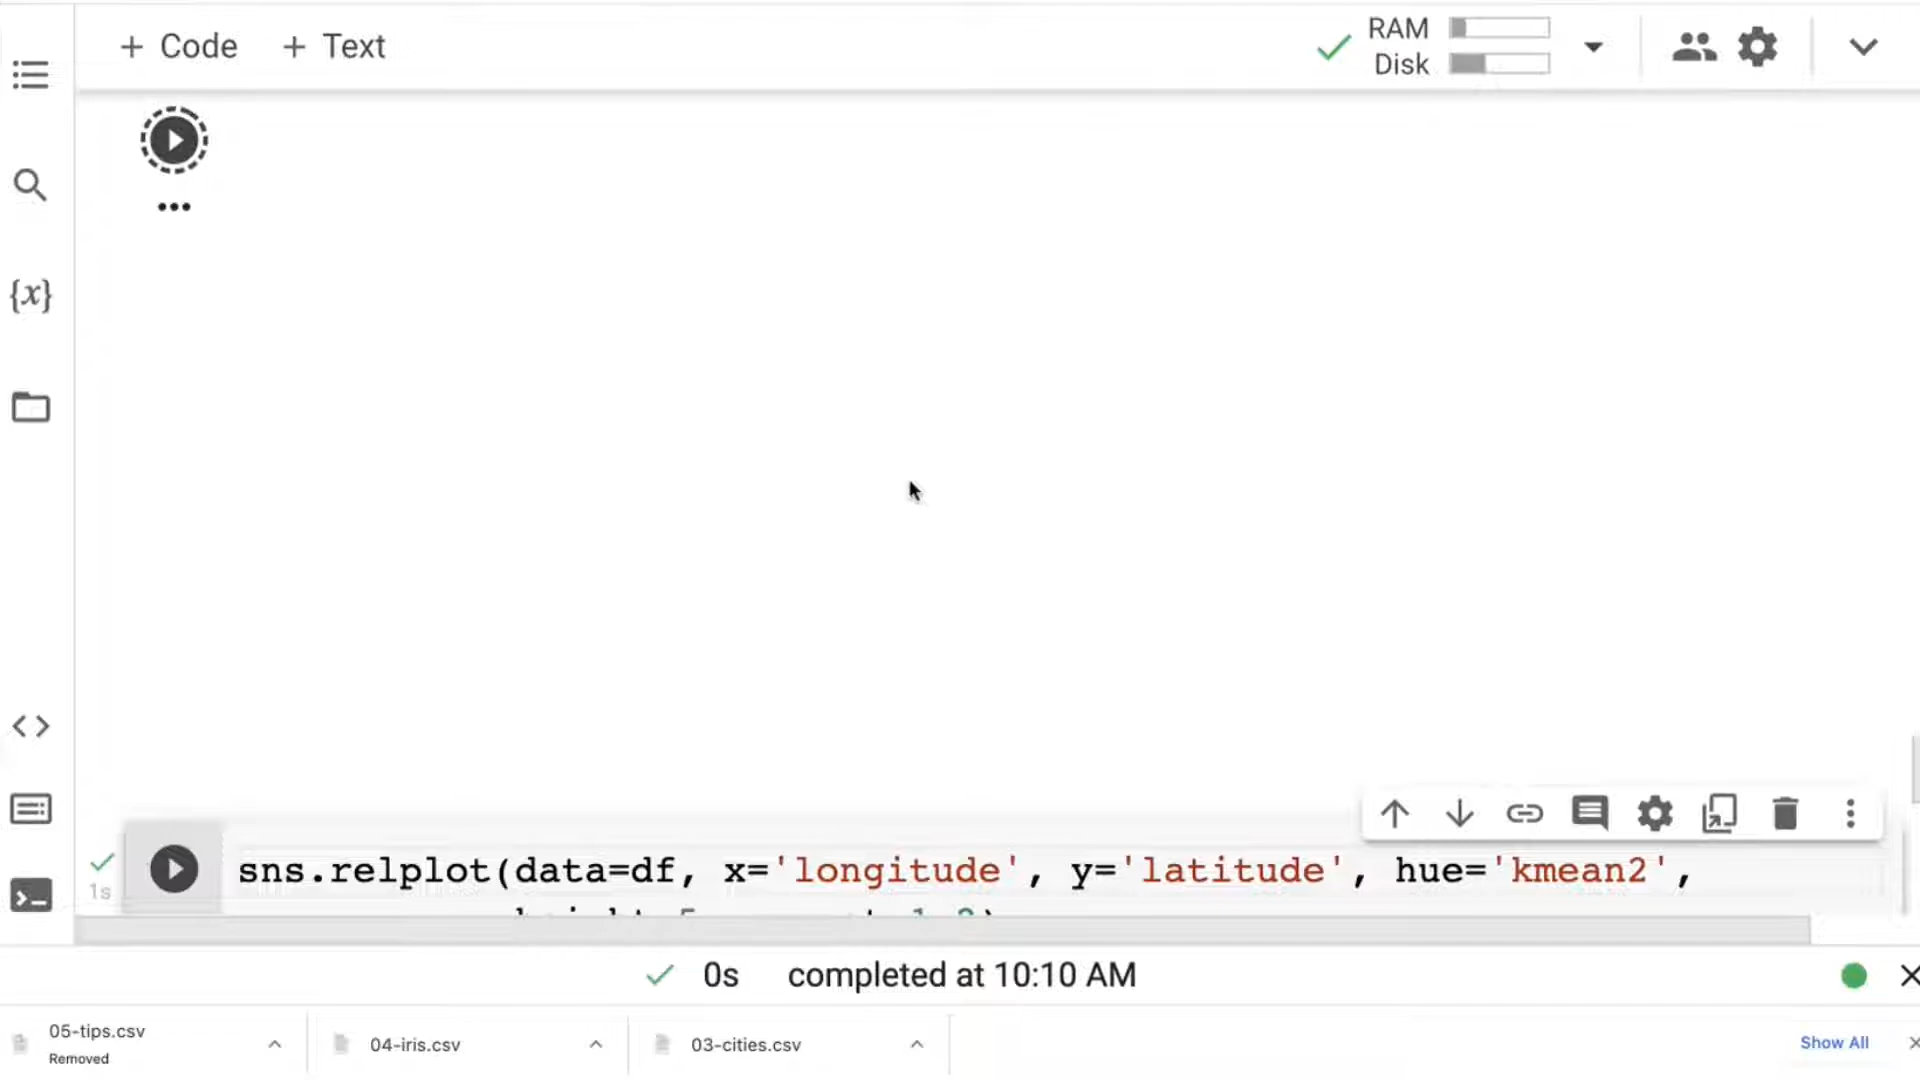 + Code + Text
RAM
Disk
{x}
sns.relplot(data=df, x='longitude', y='latitude', hue='kmean2',
1s
0s completed at 10:10 AM
05-tips.csv
Removed
04-iris.csv
03-cities.csv
Show All